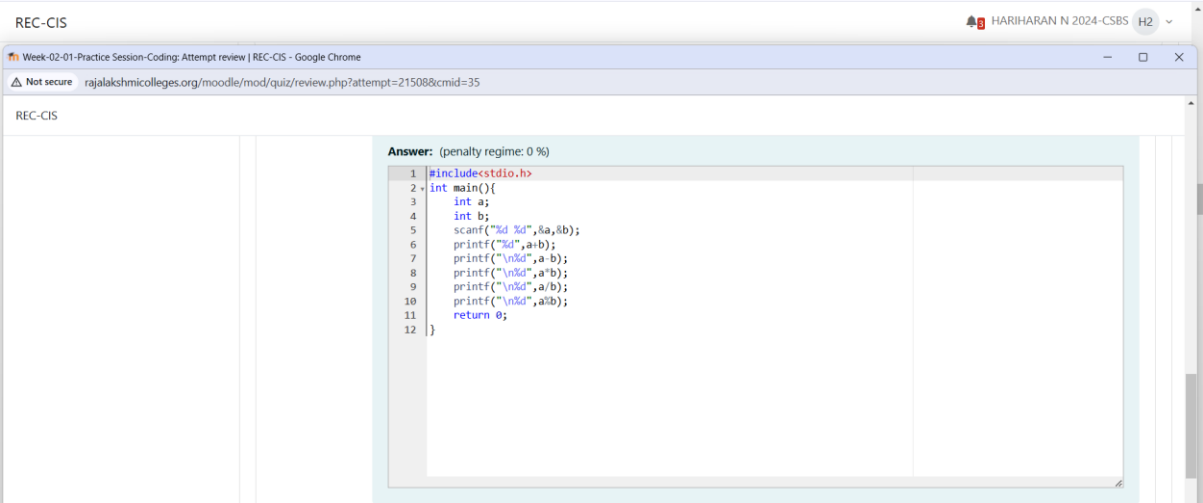 REC-CIS
3 HARIHARAN N 2024-CSBS H2
Week-02-01-Practice Session-Coding: Attempt review | REC-CIS - Google Chrome
Not secure rajalakshmicolleges.org/moodle/mod/quiz/review.php?attempt=21508&cmid=35
REC-CIS
Answer: (penalty regime: 0 %)
1 #include<stdio.h>
2 int main(){
3 int a;
4 int b;
5 scanf("%d %d",&a,&b);
6 printf("%d",a+b);
7 printf("\n%d",a-b);
8 printf("\n%d",a*b);
9 printf("\n%d",a/b);
10 printf("\n%d",a%b);
11 return 0;
12 }